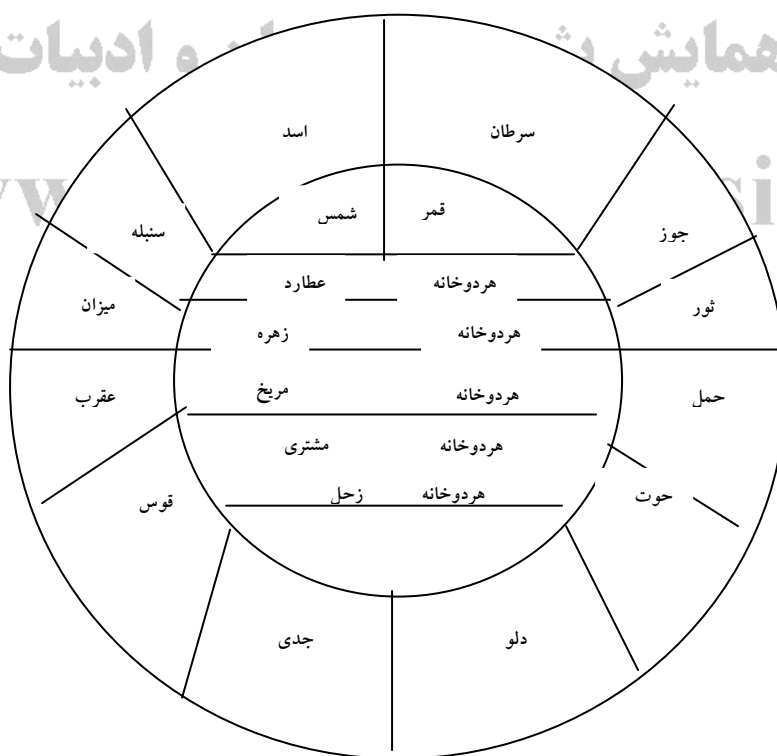 همایش و ادبیات
سرطان اسد
قمر شمس
جوز سنبله
هردوخانه عطارد
ثور میزان
هردوخانه زهره
حمل هردوخانه مریخ عقرب
هردوخانه مشتری
حوت هردوخانه زحل قوس
دلو جدی